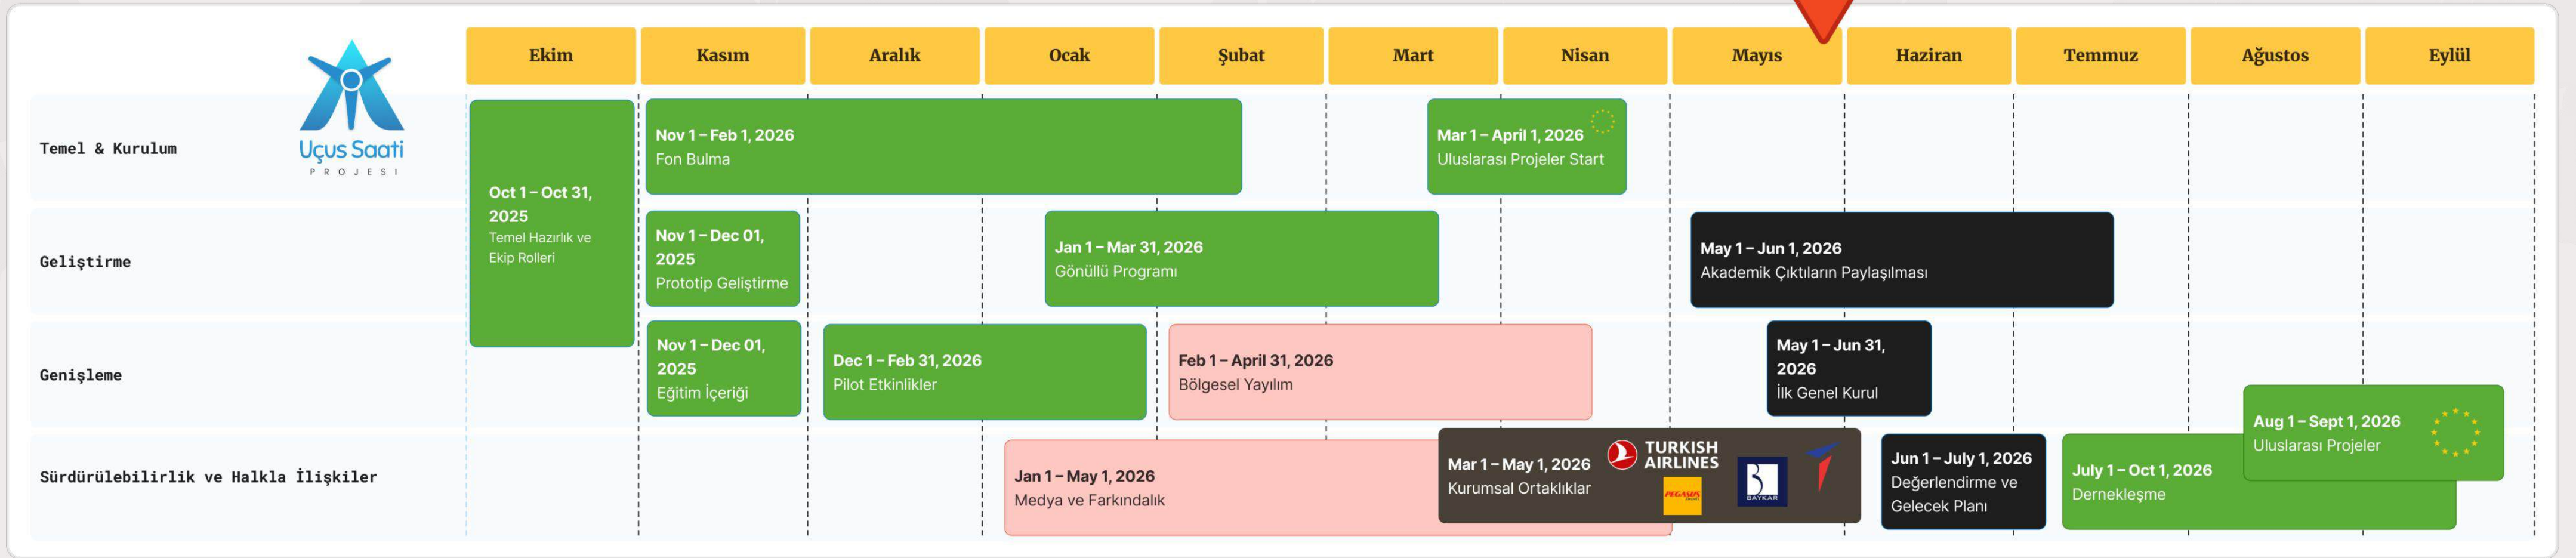 Ekim
Kasım
Aralık
Ocak
Şubat
Mart
Nisan
Mayıs
Haziran
Temmuz
Ağustos
Eylül
Uçus Saati
PROJESI
Temel & Kurulum
Oct 1 – Oct 31,
2025
Temel Hazırlık ve
Ekip Rolleri
Nov 1 – Feb 1, 2026
Fon Bulma
Mar 1 – April 1, 2026
Uluslarası Projeler Start
Geliştirme
Nov 1 – Dec 01,
2025
Prototip Geliştirme
Jan 1 – Mar 31, 2026
Gönüllü Programı
May 1 – Jun 1, 2026
Akademik Çıktıların Paylaşılması
Genişleme
Nov 1 – Dec 01,
2025
Eğitim İçeriği
Dec 1 – Feb 31, 2026
Pilot Etkinlikler
Feb 1 – April 31, 2026
Bölgesel Yayılım
May 1 – Jun 31,
2026
İlk Genel Kurul
Aug 1 – Sept 1, 2026
Uluslarası Projeler
Sürdürülebilirlik ve Halkla İlişkiler
Jan 1 – May 1, 2026
Medya ve Farkındalık
Mar 1 – May 1, 2026
Kurumsal Ortaklıklar
TURKISH
AIRLINES
PEGASUS
BAYKAR
Jun 1 – July 1, 2026
Değerlendirme ve
Gelecek Planı
July 1 – Oct 1, 2026
Dernekleşme